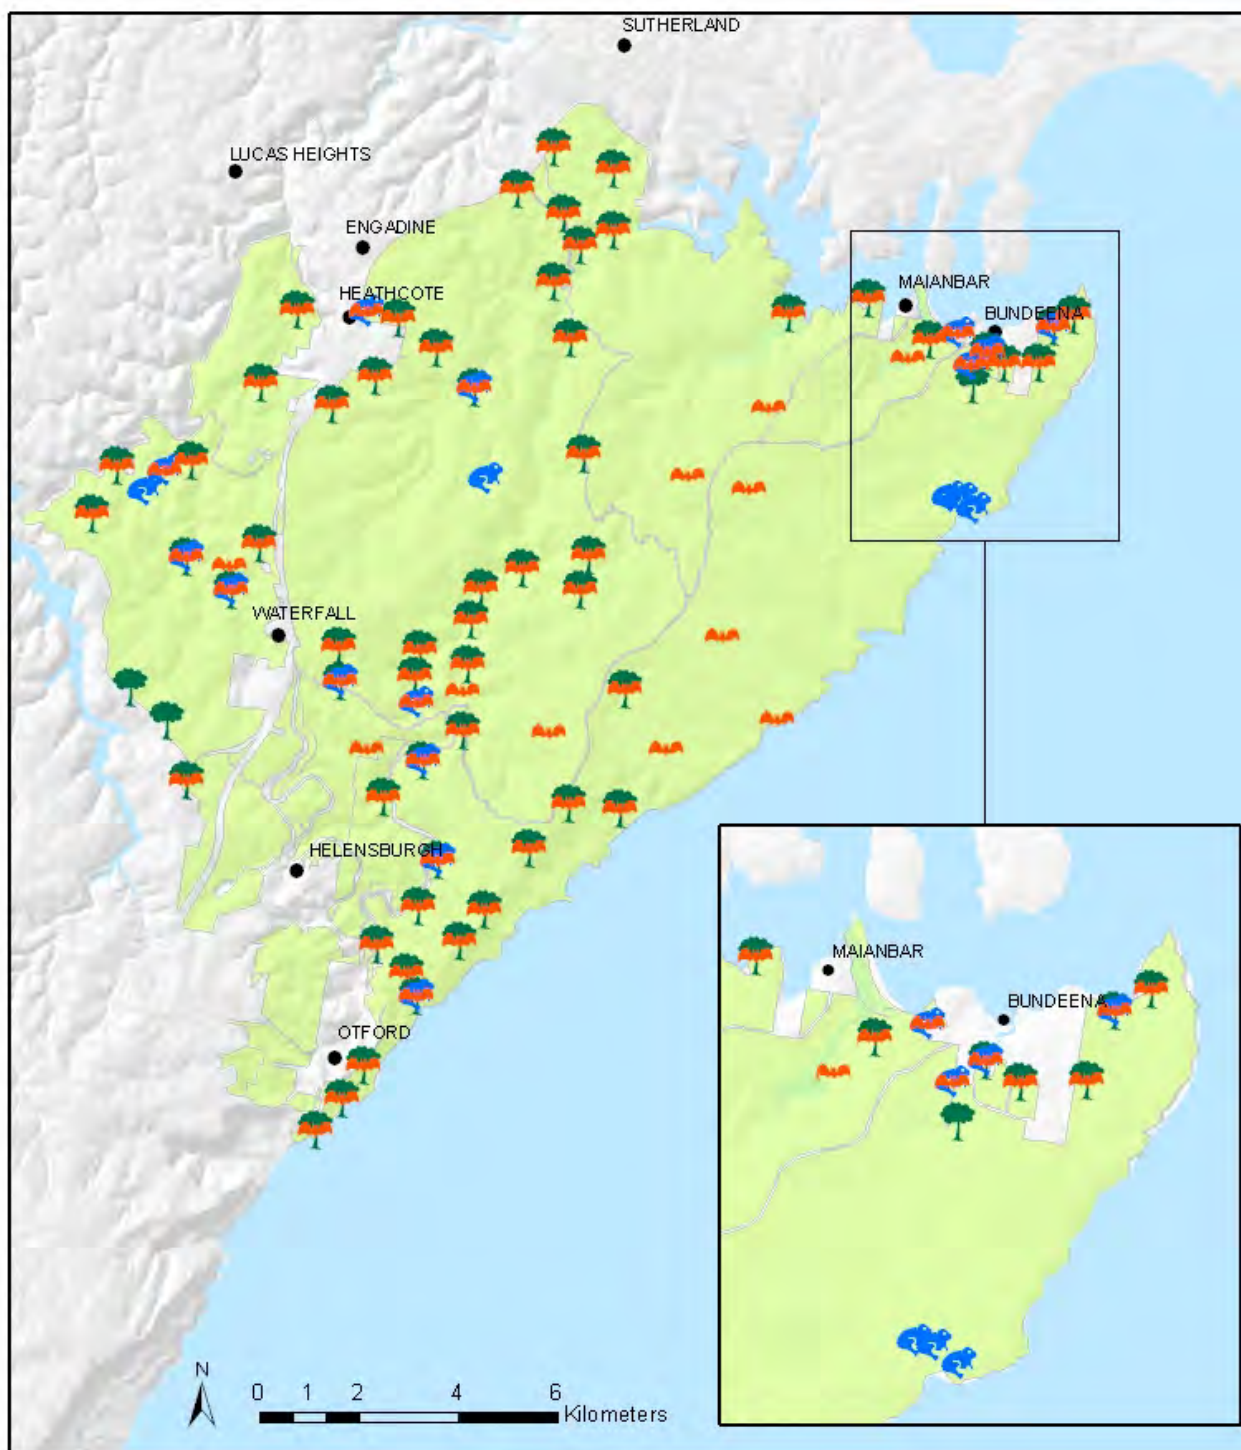 SUTHERLAND
LUCAS HEIGHTS
ENGADINE
HEATHCOTE
MAIANBAR
BUNDEENA
WATERFALL
HELENSBURGH
OTFORD
MAIANBAR
BUNDEENA
N
0 1 2 4 6
Kilometers